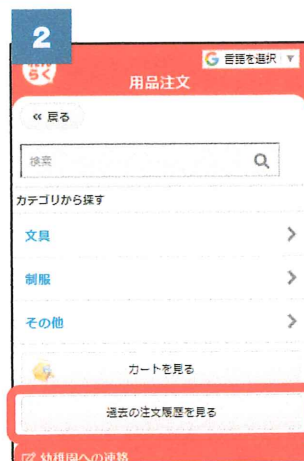 2
らく
G 言語を選択 ▼
用品注文
« 戻る
検索
カテゴリから探す
文具
制服
その他
カートを見る
過去の注文履歴を見る
幼稚園への連絡